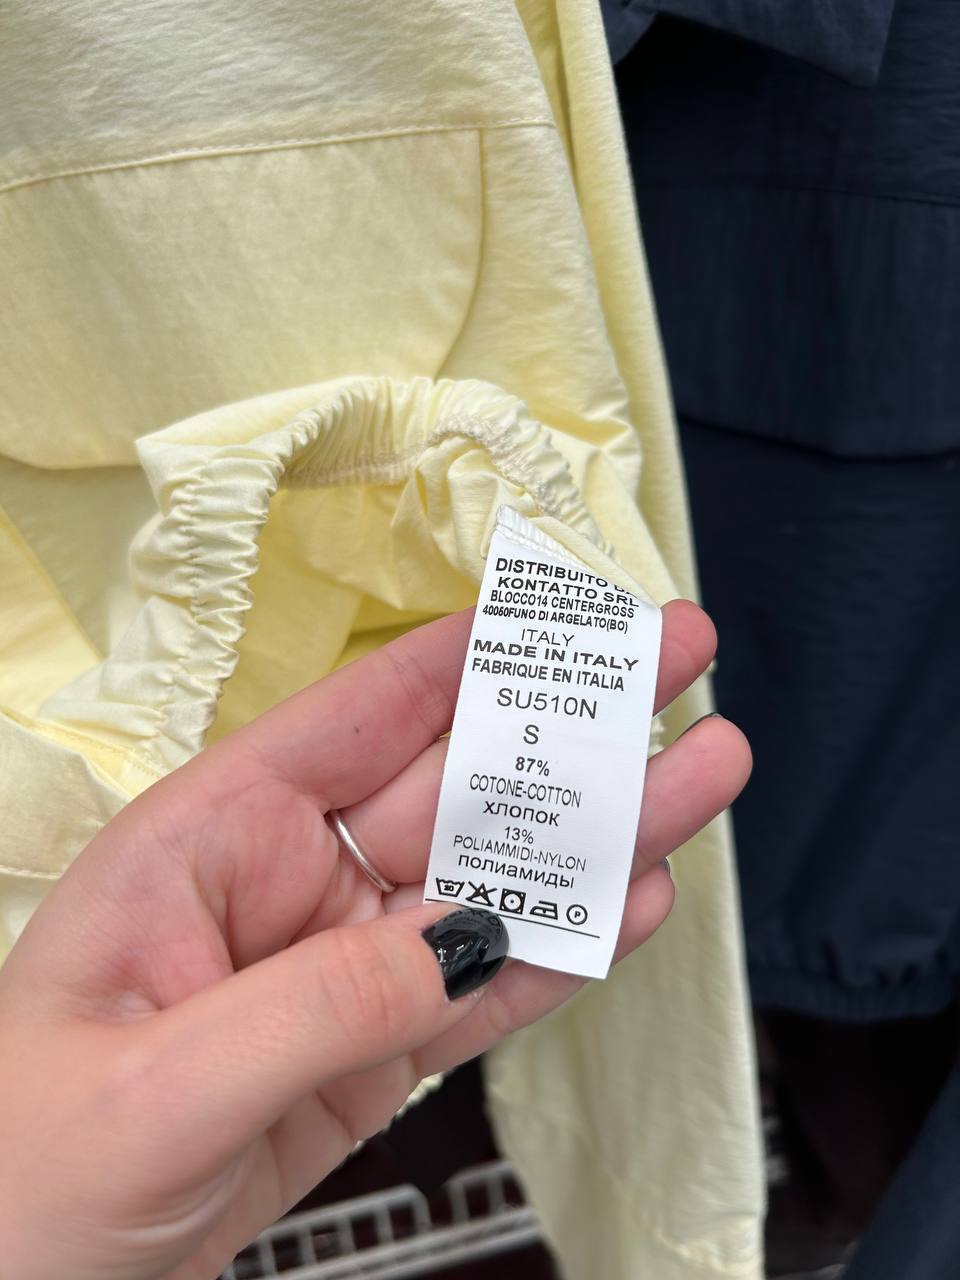 DISTRIBUITO
KONTATTO SRL
BLOCCO14 CENTERGROSS
40050FUNO DI ARGELATO(BO)
ITALY
MADE IN ITALY
FABRIQUE EN ITALIA
SU510N
S
87%
COTONE-COTTON
хлопок
13%
POLIAMMIDI-NYLON
полиамиды
30 P